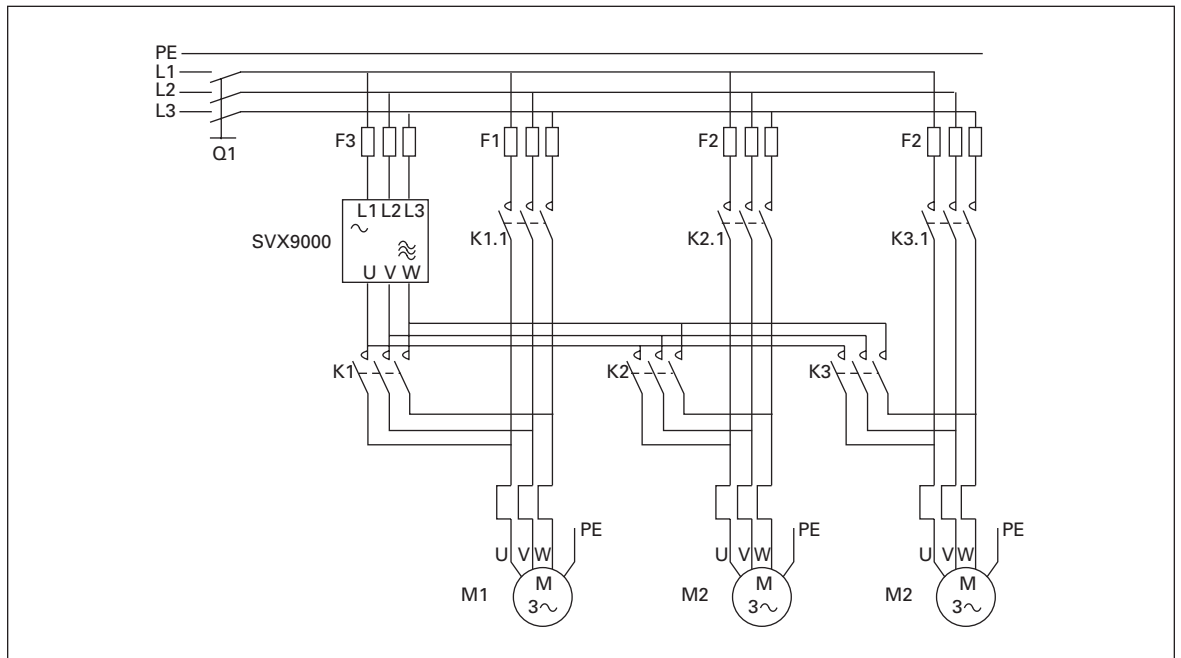 PE
L1
L2
L3
Q1
F3
F1
F2
F2
L1 L2 L3
SVX9000
U V W
K1.1
K2.1
K3.1
K1
K2
K3
PE
PE
PE
U V W
U V W
U V W
M1
M
3~
M2
M
3~
M2
M
3~